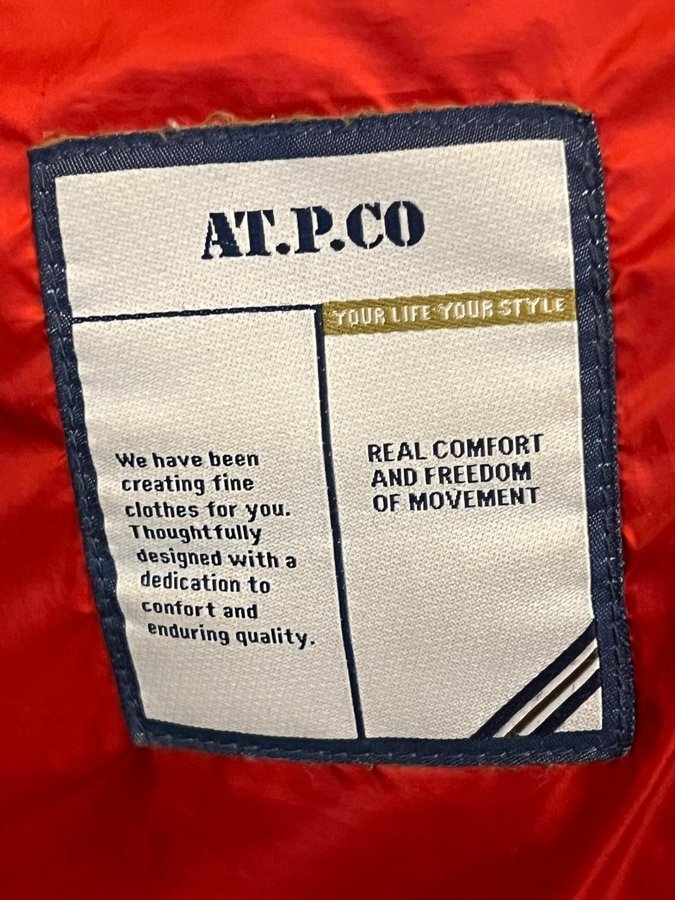 AT.P.CO
YOUR LIFE YOUR STYLE
We have been
creating fine
clothes for you.
Thoughtfully
designed with a
dedication to
confort and
enduring quality.
REAL COMFORT
AND FREEDOM
OF MOVEMENT